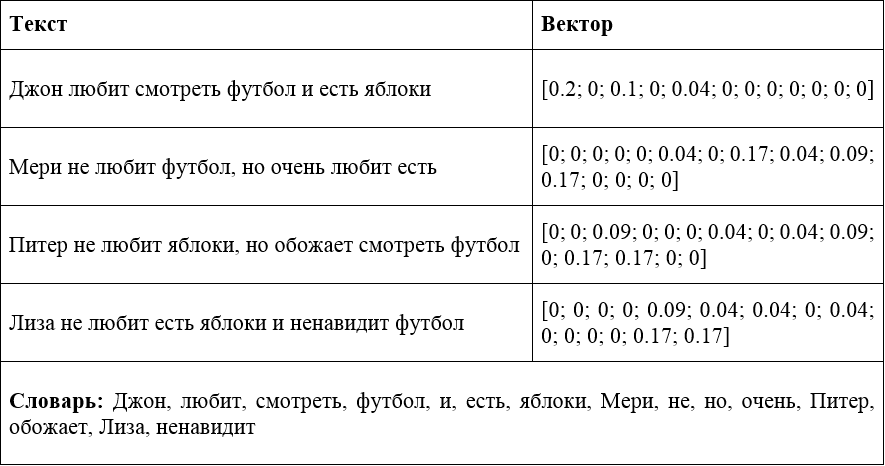 Текст
Вектор
Джон любит смотреть футбол и есть яблоки
[0.2; 0; 0.1; 0; 0.04; 0; 0; 0; 0; 0; 0; 0]
Мери не любит футбол, но очень любит есть
[0; 0; 0; 0; 0; 0.04; 0; 0.17; 0.04; 0.09;
0.17; 0; 0; 0; 0]
Питер не любит яблоки, но обожает смотреть футбол
[0; 0; 0.09; 0; 0; 0; 0.04; 0; 0.04; 0.09;
0; 0.17; 0.17; 0; 0]
Лиза не любит есть яблоки и ненавидит футбол
[0; 0; 0; 0; 0.09; 0.04; 0.04; 0; 0.04;
0; 0; 0; 0; 0.17; 0.17]
Словарь: Джон, любит, смотреть, футбол, и, есть, яблоки, Мери, не, но, очень, Питер,
обожает, Лиза, ненавидит